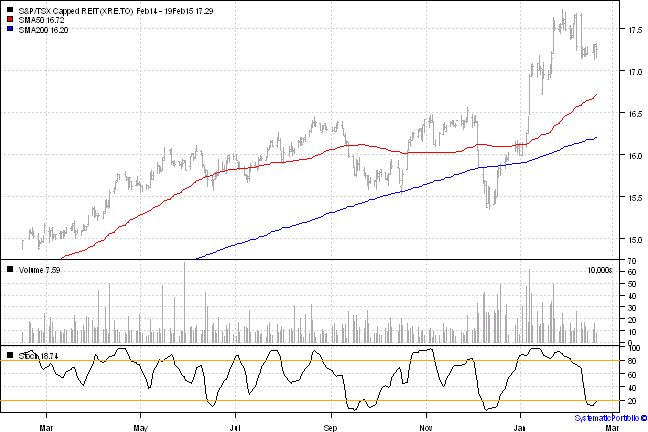 S&P/TSX Capped REIT (XRE.TO) Feb14 - 19Feb15 17.29
SMA50 16.72
SMA200 16.20
17.5
17.0
16.5
16.0
15.5
15.0
Volume 7.59
10,000s
70
60
50
40
30
20
10
0
Stoch 18.74
100
80
60
40
20
Mar
May
Jul
Sep
Nov
Jan
Mar
SystematicPortfolio ©